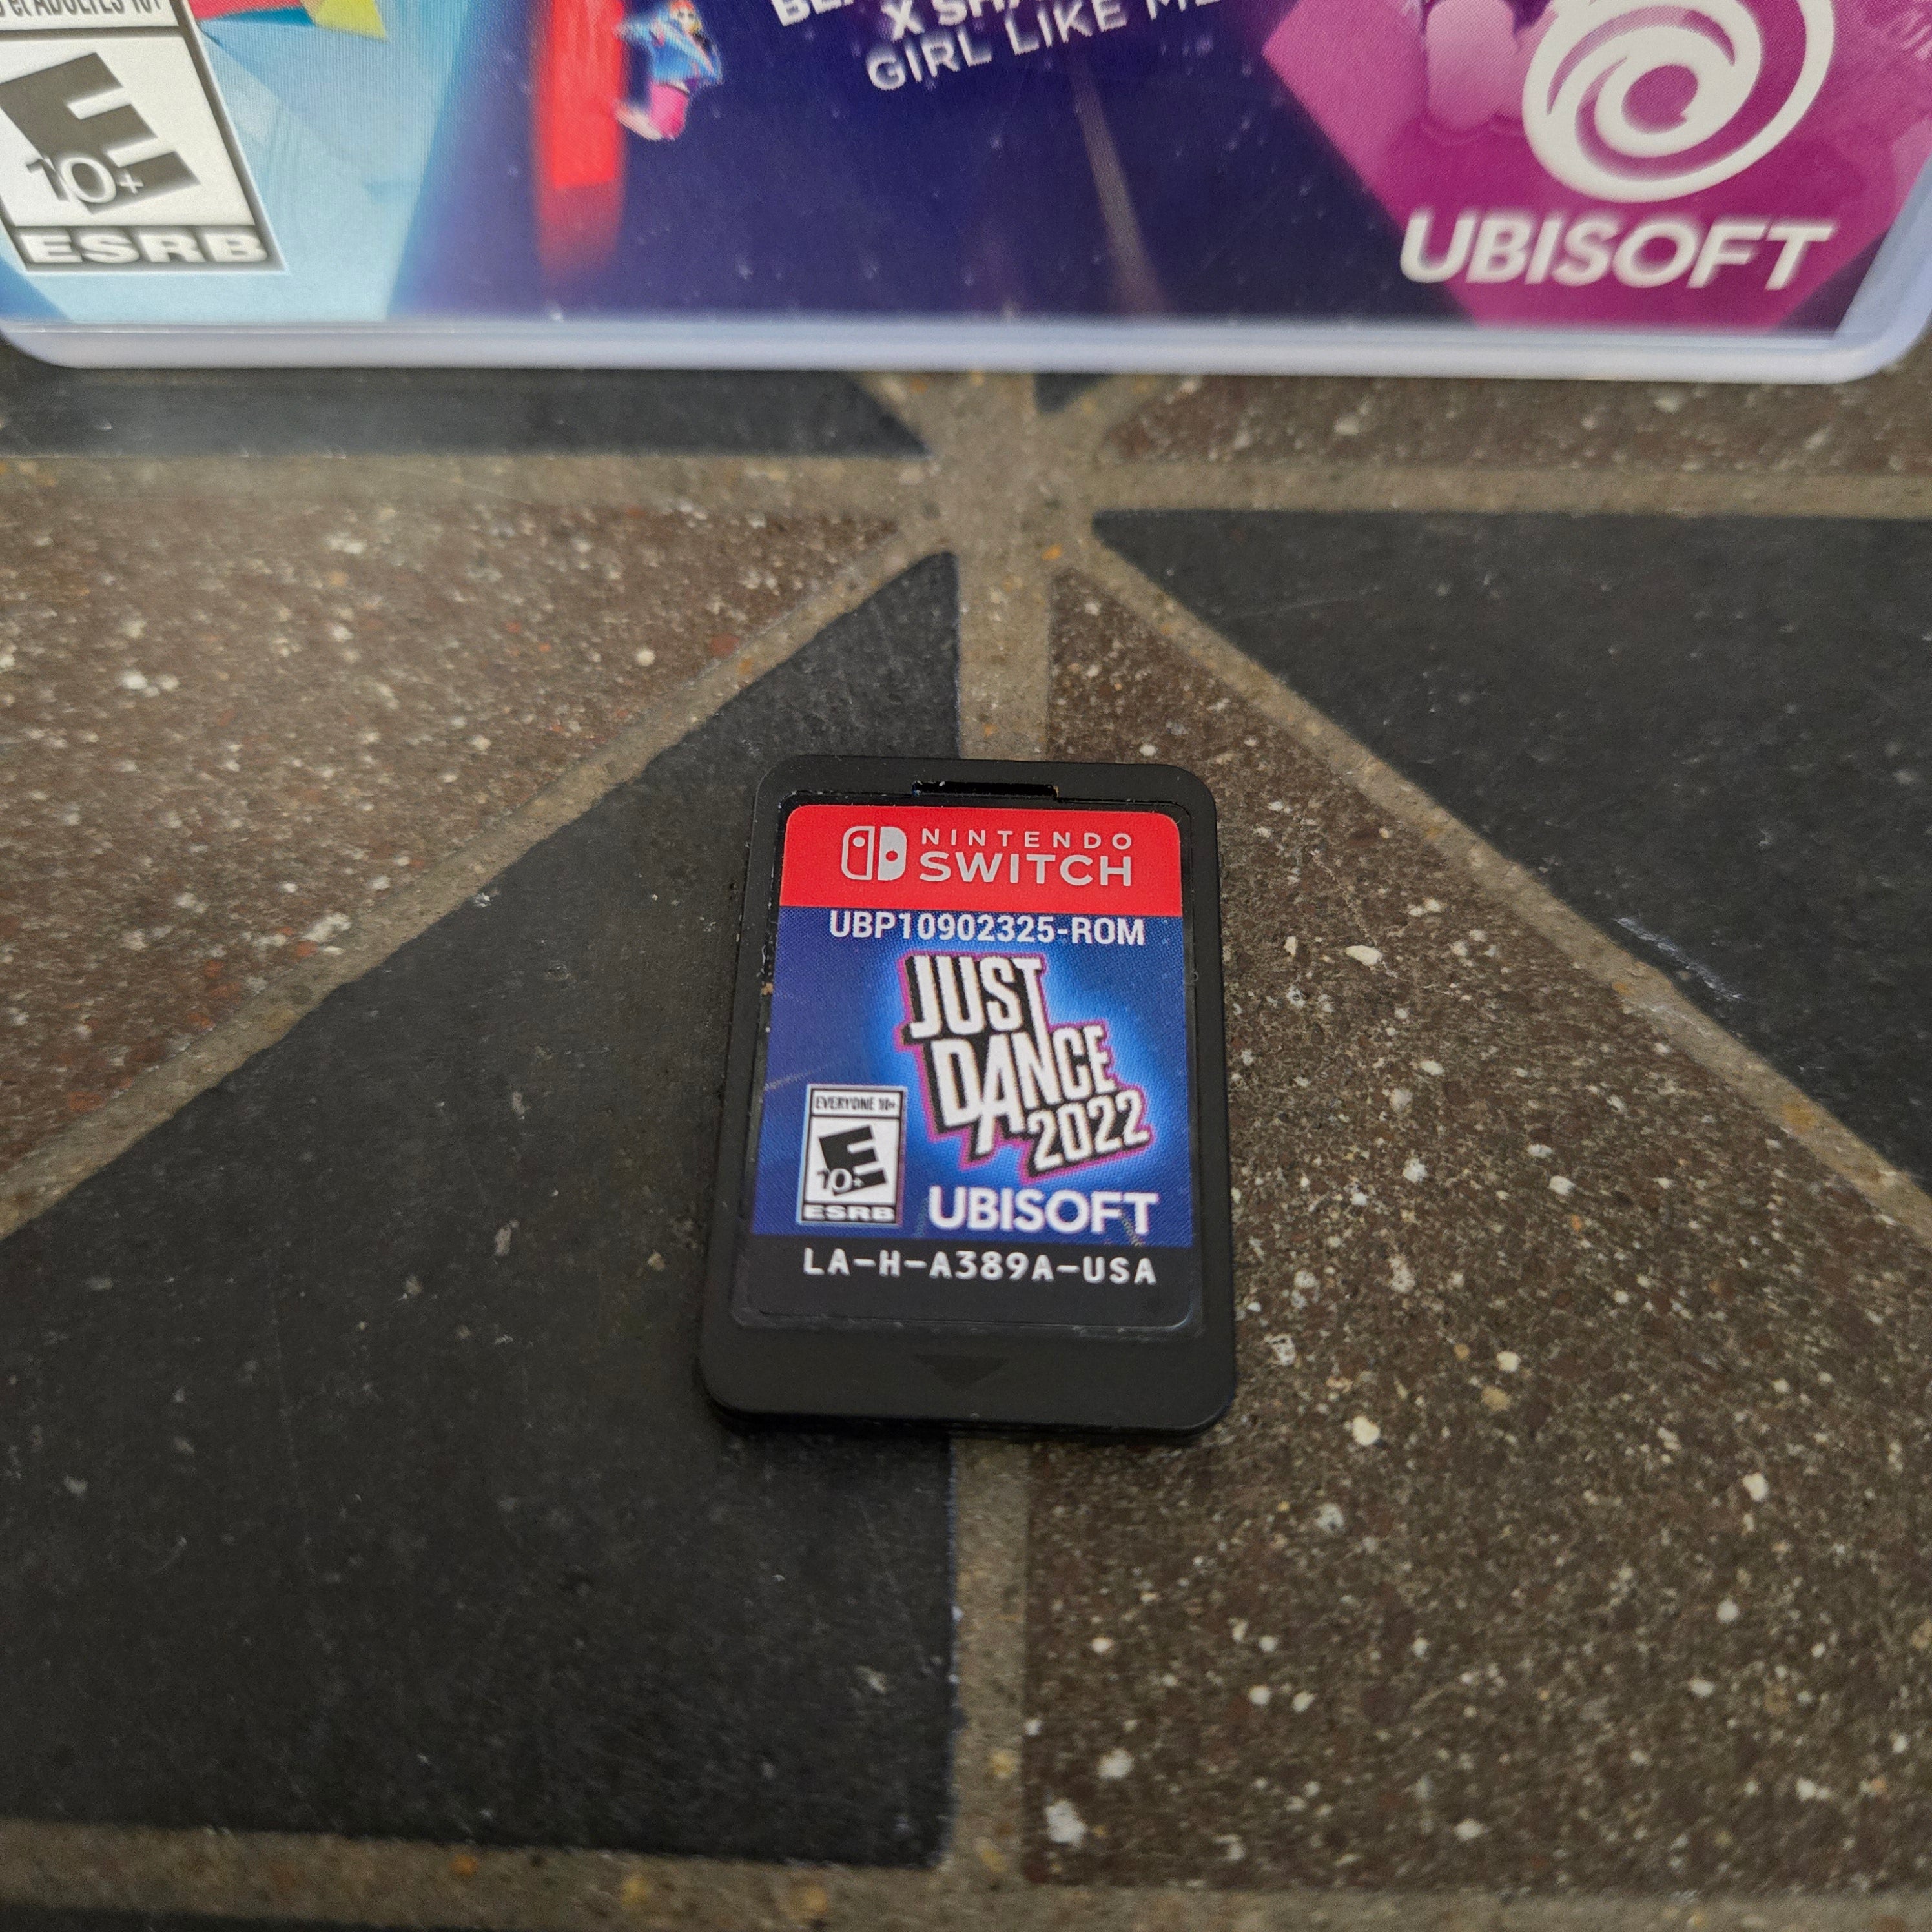 E
10+
ESRB
GIRL LIKE
UBISOFT
NINTENDO
SWITCH
UBP10902325-ROM
JUST
DANCE
2022
EVERYONE 10+
E
10+
ESRB
UBISOFT
LA-H-A389A-USA